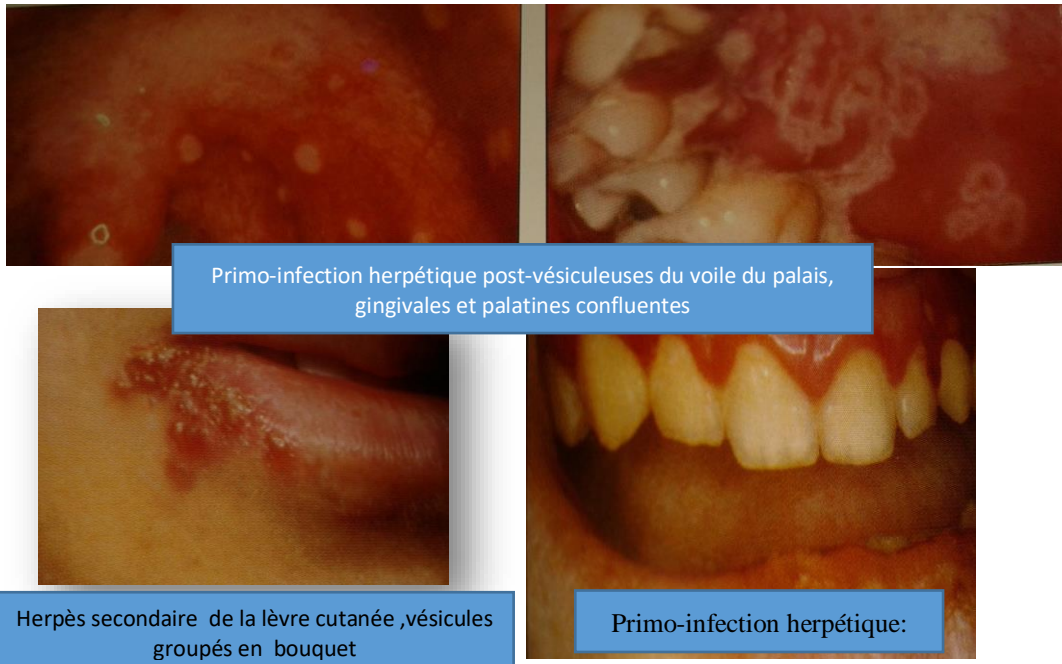 Primo-infection herpétique post-vésiculeuses du voile du palais,
gingivales et palatines confluentes
Herpès secondaire de la lèvre cutanée ,vésicules
groupés en bouquet
Primo-infection herpétique: